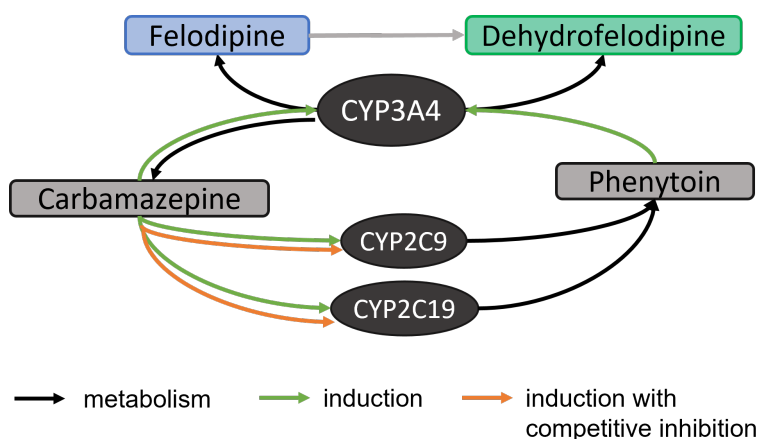 Felodipine
Dehydrofelodipine
CYP3A4
Carbamazepine
Phenytoin
CYP2C9
CYP2C19
metabolism
induction
induction with
competitive inhibition